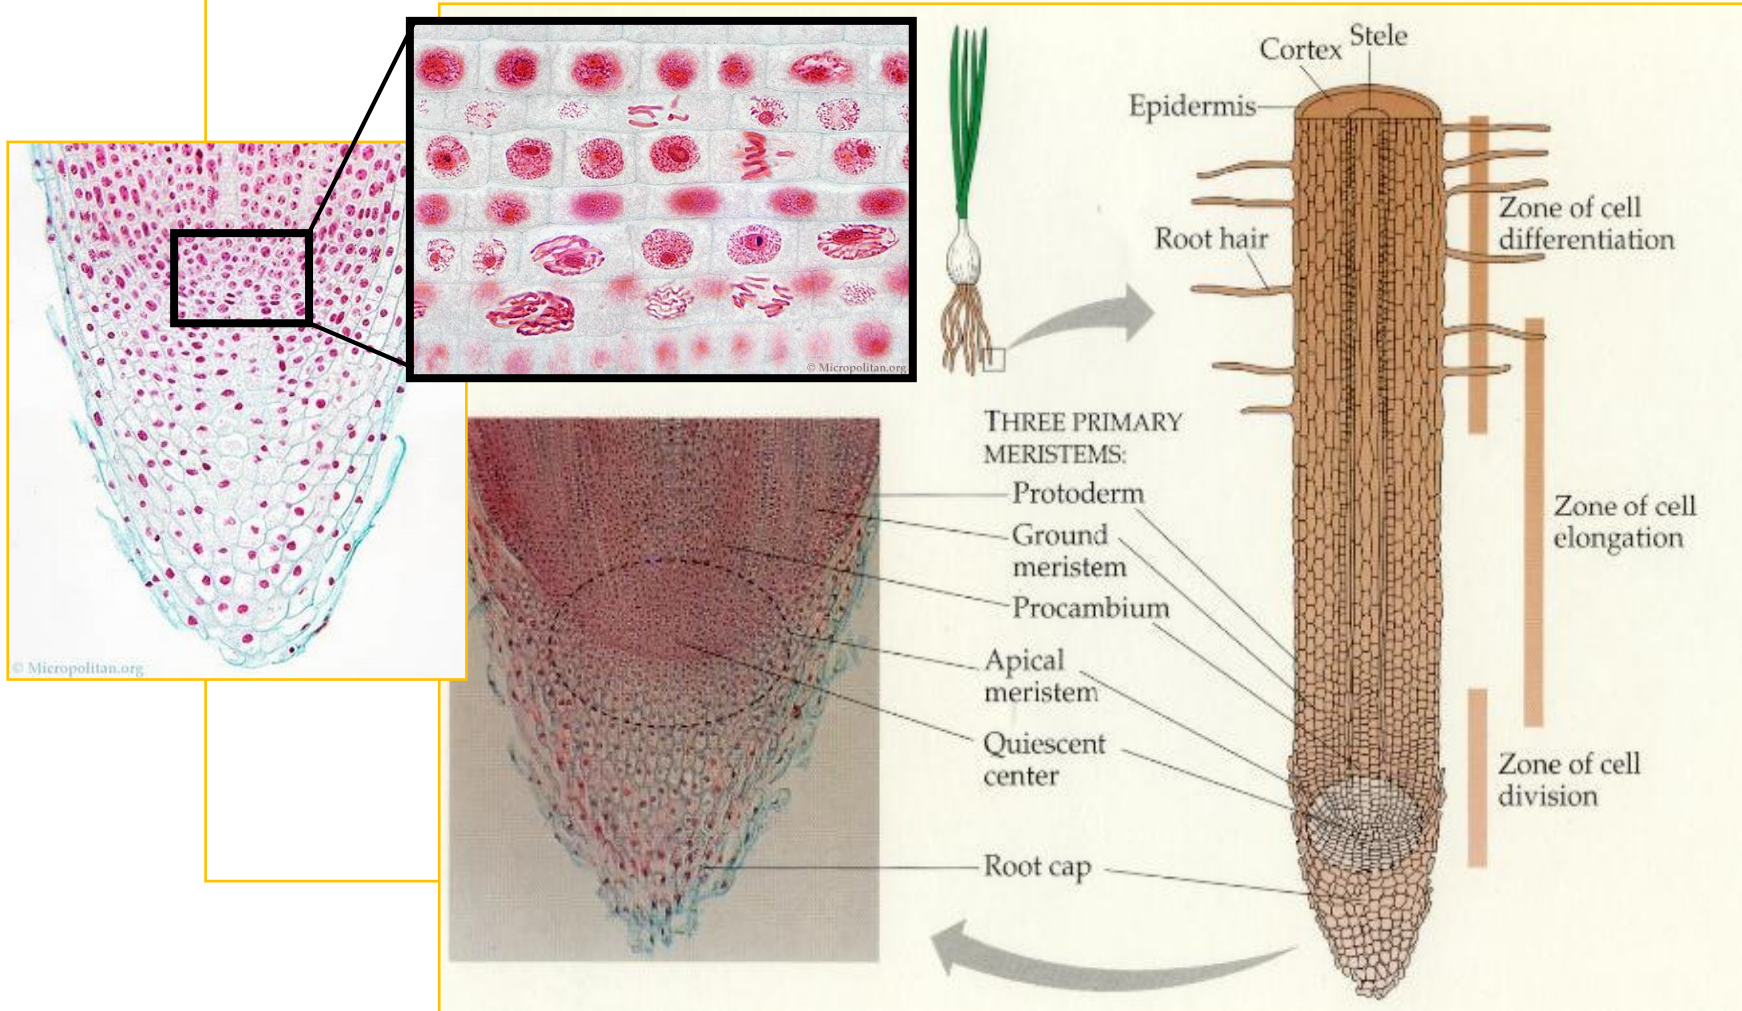 © Micropolitan.org
© Micropolitan.org
Stele
Cortex
Epidermis
Root hair
Zone of cell
differentiation
THREE PRIMARY
MERISTEMS:
Protoderm
Ground
meristem
Procambium
Apical
meristem
Quiescent
center
Root cap
Zone of cell
elongation
Zone of cell
division